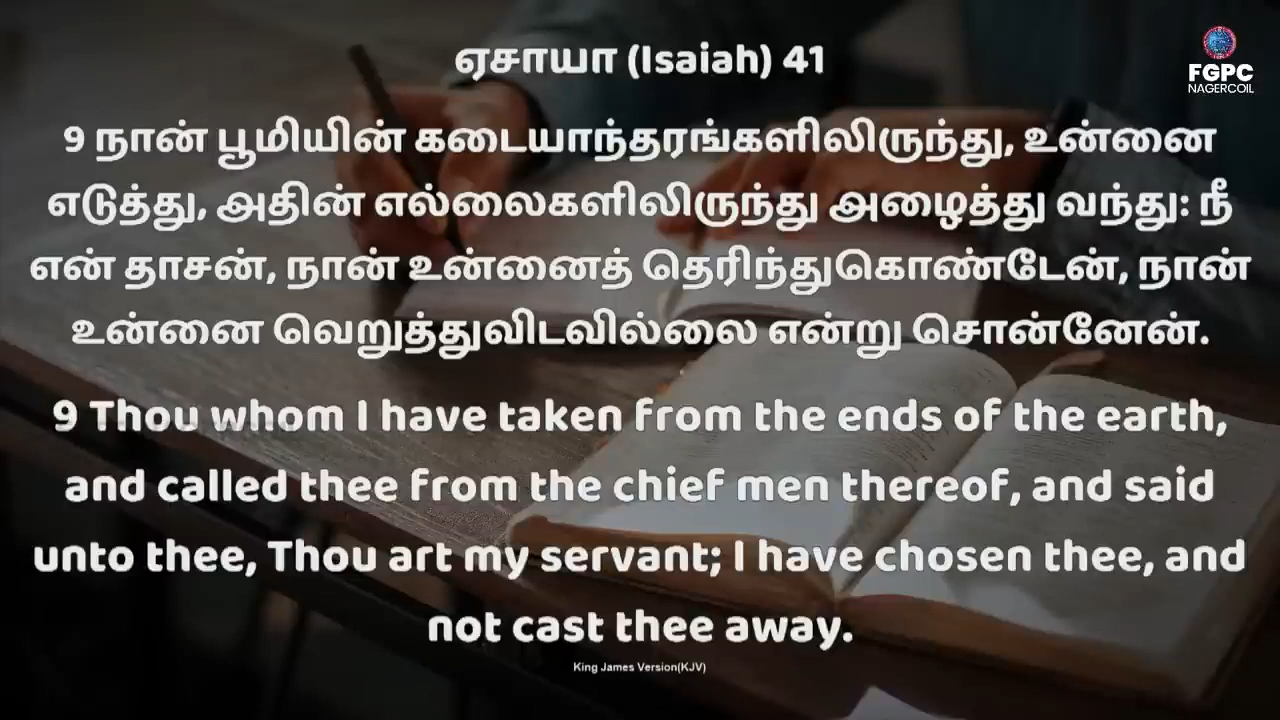 ஏசாயா (Isaiah) 41
FGPC
NAGERCOIL
9 நான் பூமியின் கடையாந்தரங்களிலிருந்து, உன்னை
எடுத்து, அதின் எல்லைகளிலிருந்து அழைத்து வந்து: நீ
என் தாசன், நான் உன்னைத் தெரிந்துகொண்டேன், நான்
உன்னை வெறுத்துவிடவில்லை என்று சொன்னேன்.
9 Thou whom I have taken from the ends of the earth,
and called thee from the chief men thereof, and said
unto thee, Thou art my servant; I have chosen thee, and
not cast thee away.
King James Version(KJV)